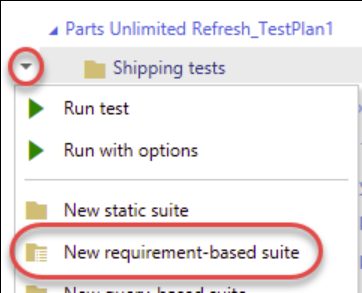 Parts Unlimited Refresh_TestPlan1
Shipping tests
Run test
Run with options
New static suite
New requirement-based suite
New query-based suite